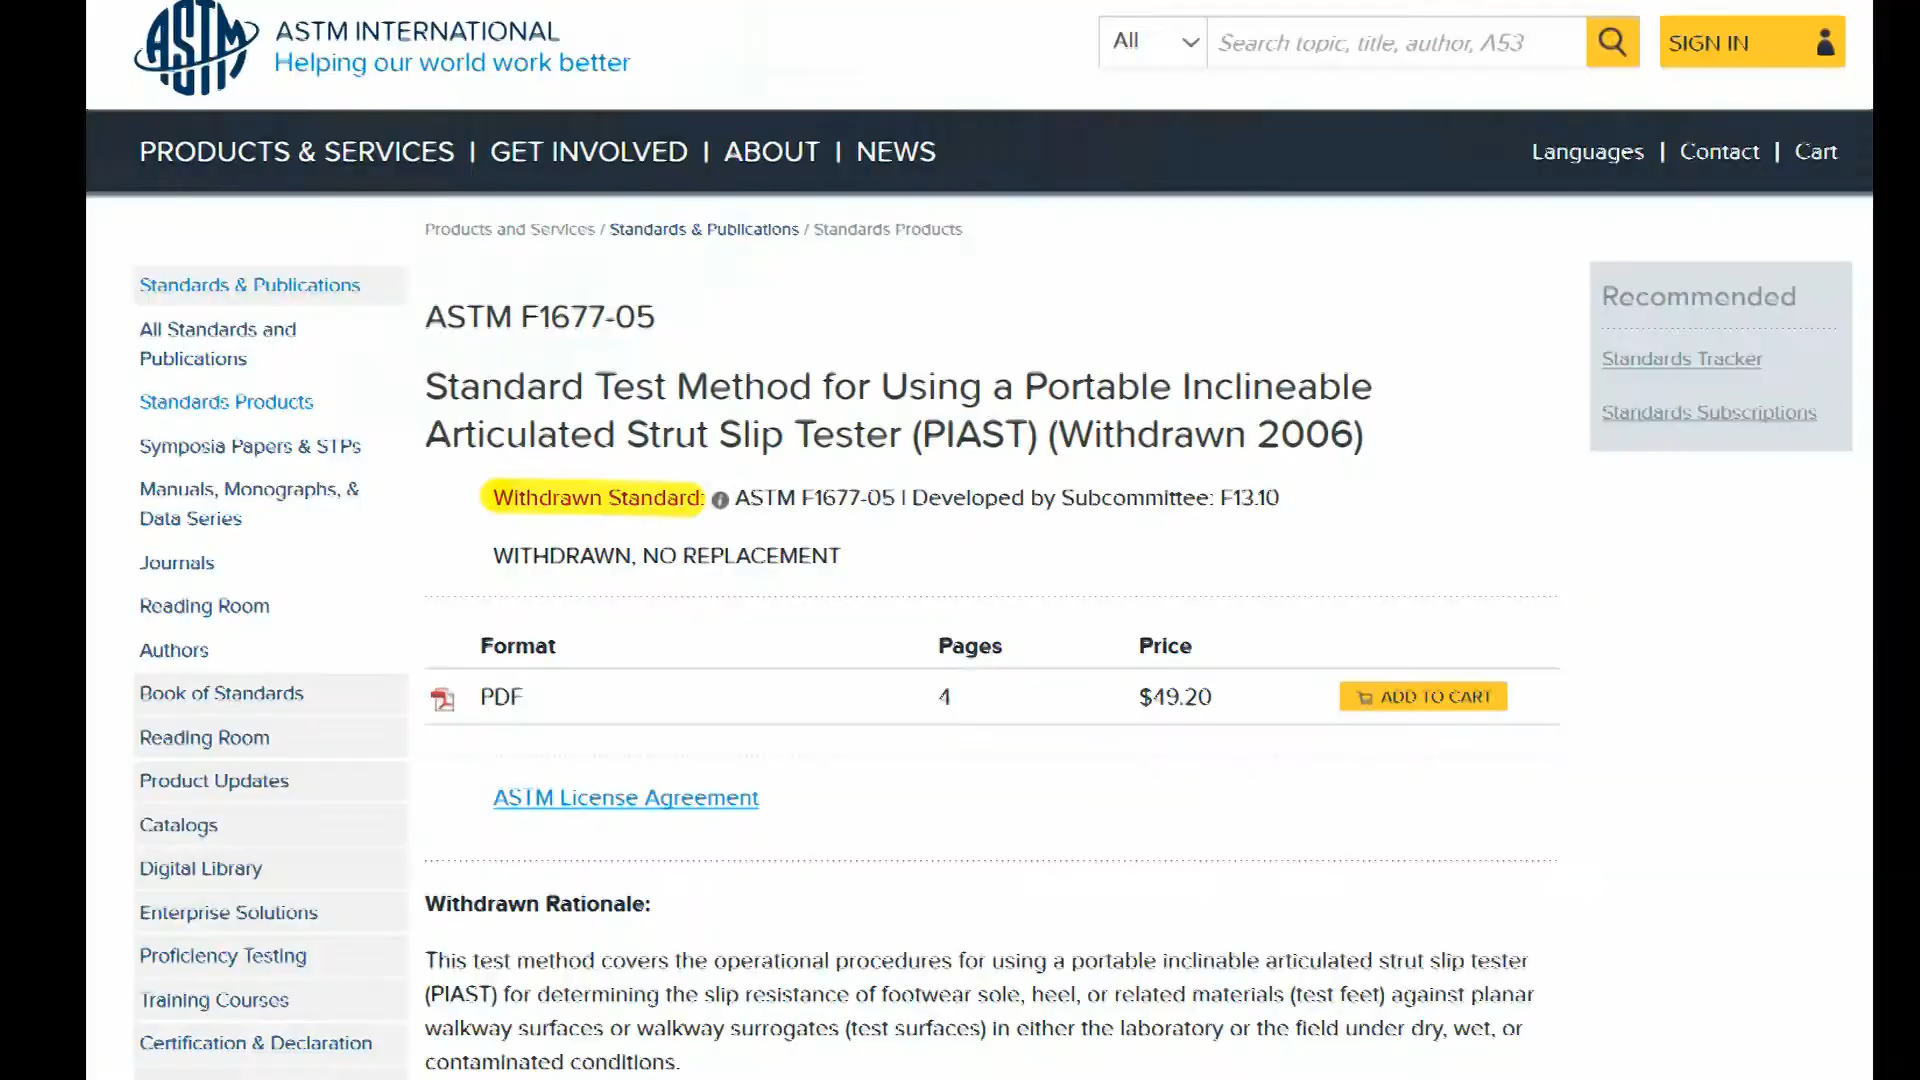 ASTM
ASTM INTERNATIONAL
Helping our world work better
All
Search topic, title, author, A53
SIGN IN
PRODUCTS & SERVICES | GET INVOLVED | ABOUT | NEWS
Languages | Contact | Cart
Products and Services / Standards & Publications / Standards Products
Standards & Publications
All Standards and
Publications
Standards Products
Symposia Papers & STPs
Manuals, Monographs, &
Data Series
Journals
Reading Room
Authors
Book of Standards
Reading Room
Product Updates
Catalogs
Digital Library
Enterprise Solutions
Proficiency Testing
Training Courses
Certification & Declaration
ASTM F1677-05
Standard Test Method for Using a Portable Inclineable
Articulated Strut Slip Tester (PIAST) (Withdrawn 2006)
Withdrawn Standard: ASTM F1677-05 | Developed by Subcommittee: F13.10
WITHDRAWN, NO REPLACEMENT
Format Pages Price
PDF 4 $49.20 ADD TO CART
ASTM License Agreement
Withdrawn Rationale:
This test method covers the operational procedures for using a portable inclinable articulated strut slip tester
(PIAST) for determining the slip resistance of footwear sole, heel, or related materials (test feet) against planar
walkway surfaces or walkway surrogates (test surfaces) in either the laboratory or the field under dry, wet, or
contaminated conditions.
Recommended
Standards Tracker
Standards Subscriptions